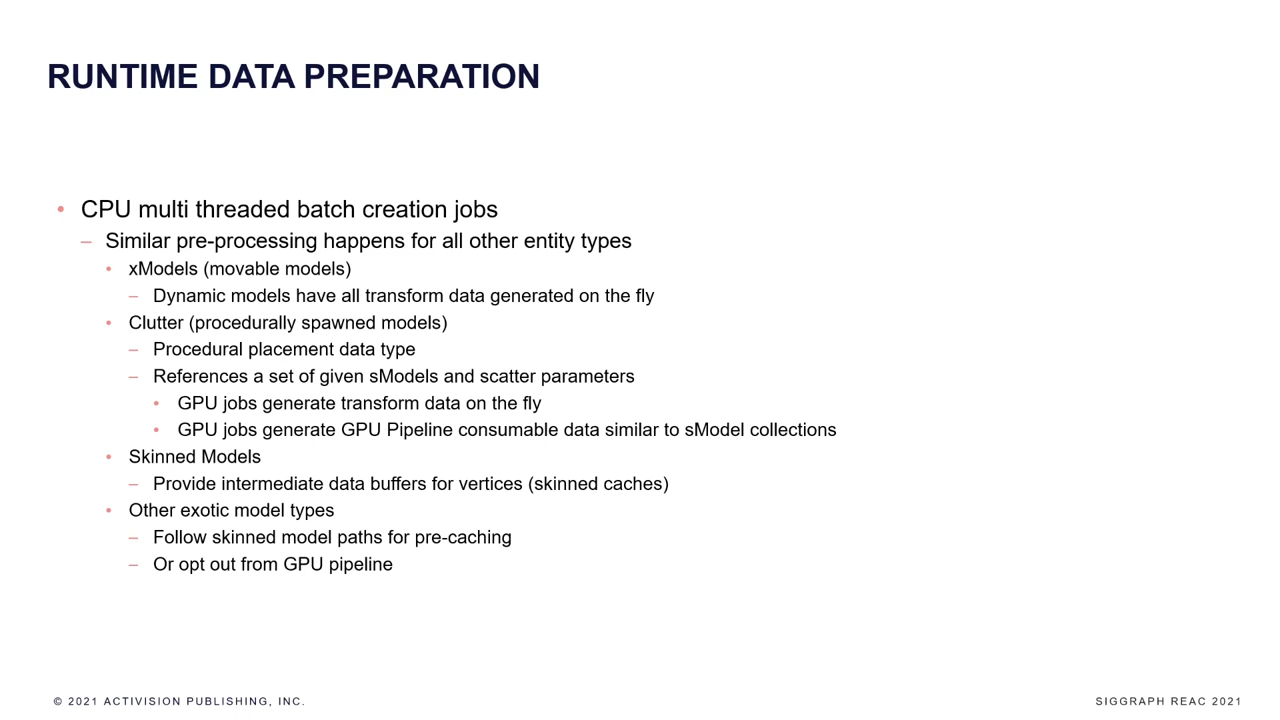 RUNTIME DATA PREPARATION
• CPU multi threaded batch creation jobs
– Similar pre-processing happens for all other entity types
• xModels (movable models)
– Dynamic models have all transform data generated on the fly
• Clutter (procedurally spawned models)
– Procedural placement data type
– References a set of given sModels and scatter parameters
• GPU jobs generate transform data on the fly
• GPU jobs generate GPU Pipeline consumable data similar to sModel collections
• Skinned Models
– Provide intermediate data buffers for vertices (skinned caches)
• Other exotic model types
– Follow skinned model paths for pre-caching
– Or opt out from GPU pipeline
© 2021 ACTIVISION PUBLISHING, INC.
SIGGRAPH REAC 2021